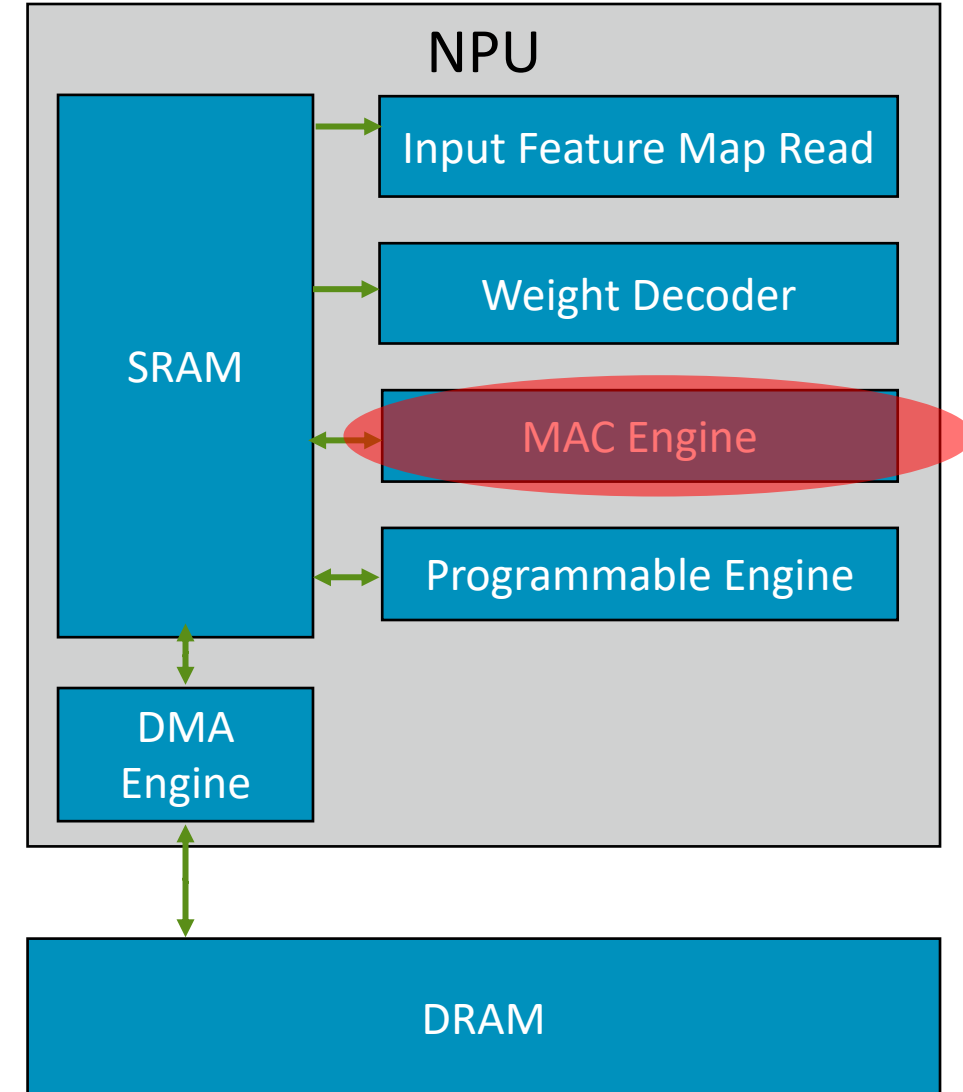 NPU
SRAM
Input Feature Map Read
Weight Decoder
MAC Engine
Programmable Engine
DMA
Engine
DRAM